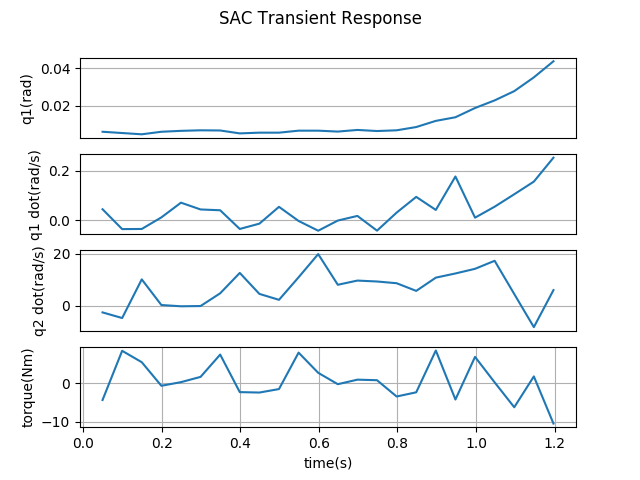 SAC Transient Response
q1(rad)
0.04
0.02
q1 dot(rad/s)
0.2
0.0
q2 dot(rad/s)
20
0
torque(Nm)
0
−10
0.0 0.2 0.4 0.6 0.8 1.0 1.2
time(s)